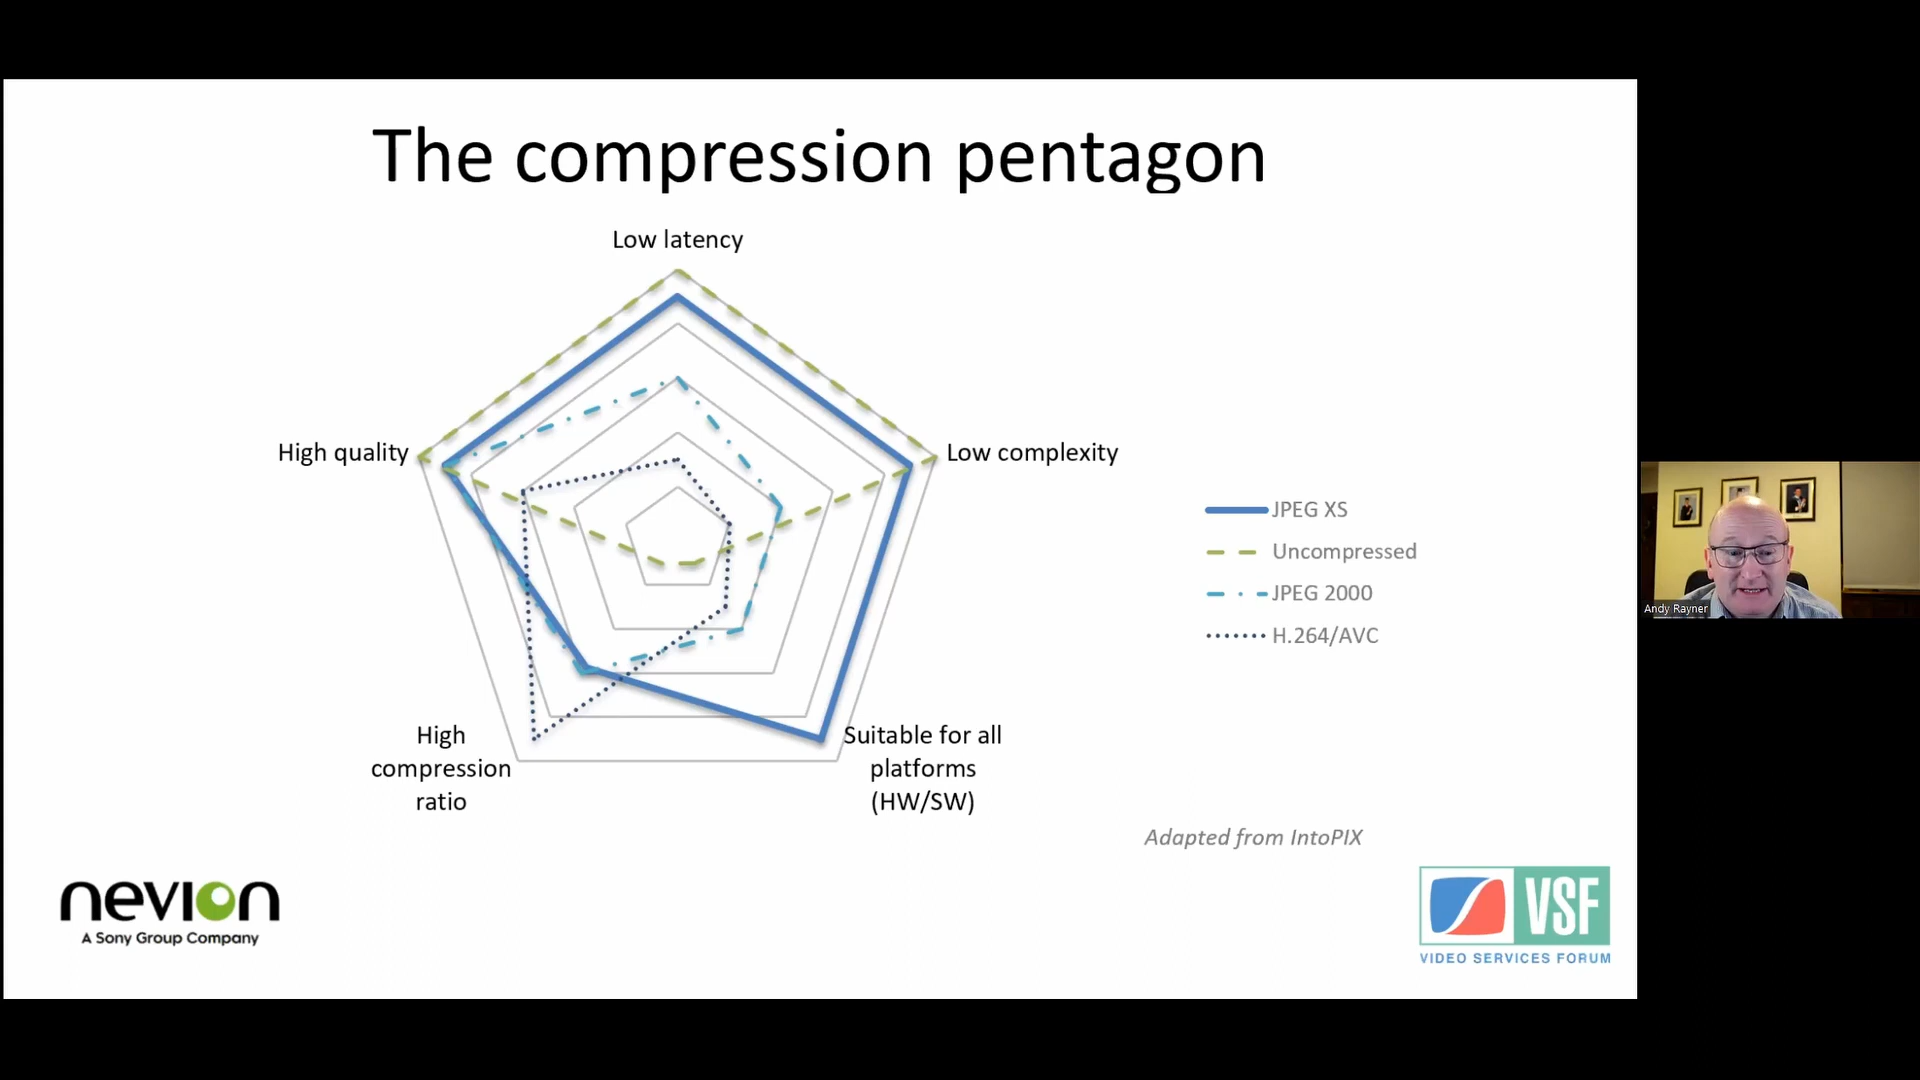 The compression pentagon
Low latency
High quality
Low complexity
JPEG XS
Uncompressed
JPEG 2000
H.264/AVC
Andy Rayner
High
compression
ratio
Suitable for all
platforms
(HW/SW)
Adapted from IntoPIX
nevion
A Sony Group Company
VSF
VIDEO SERVICES FORUM